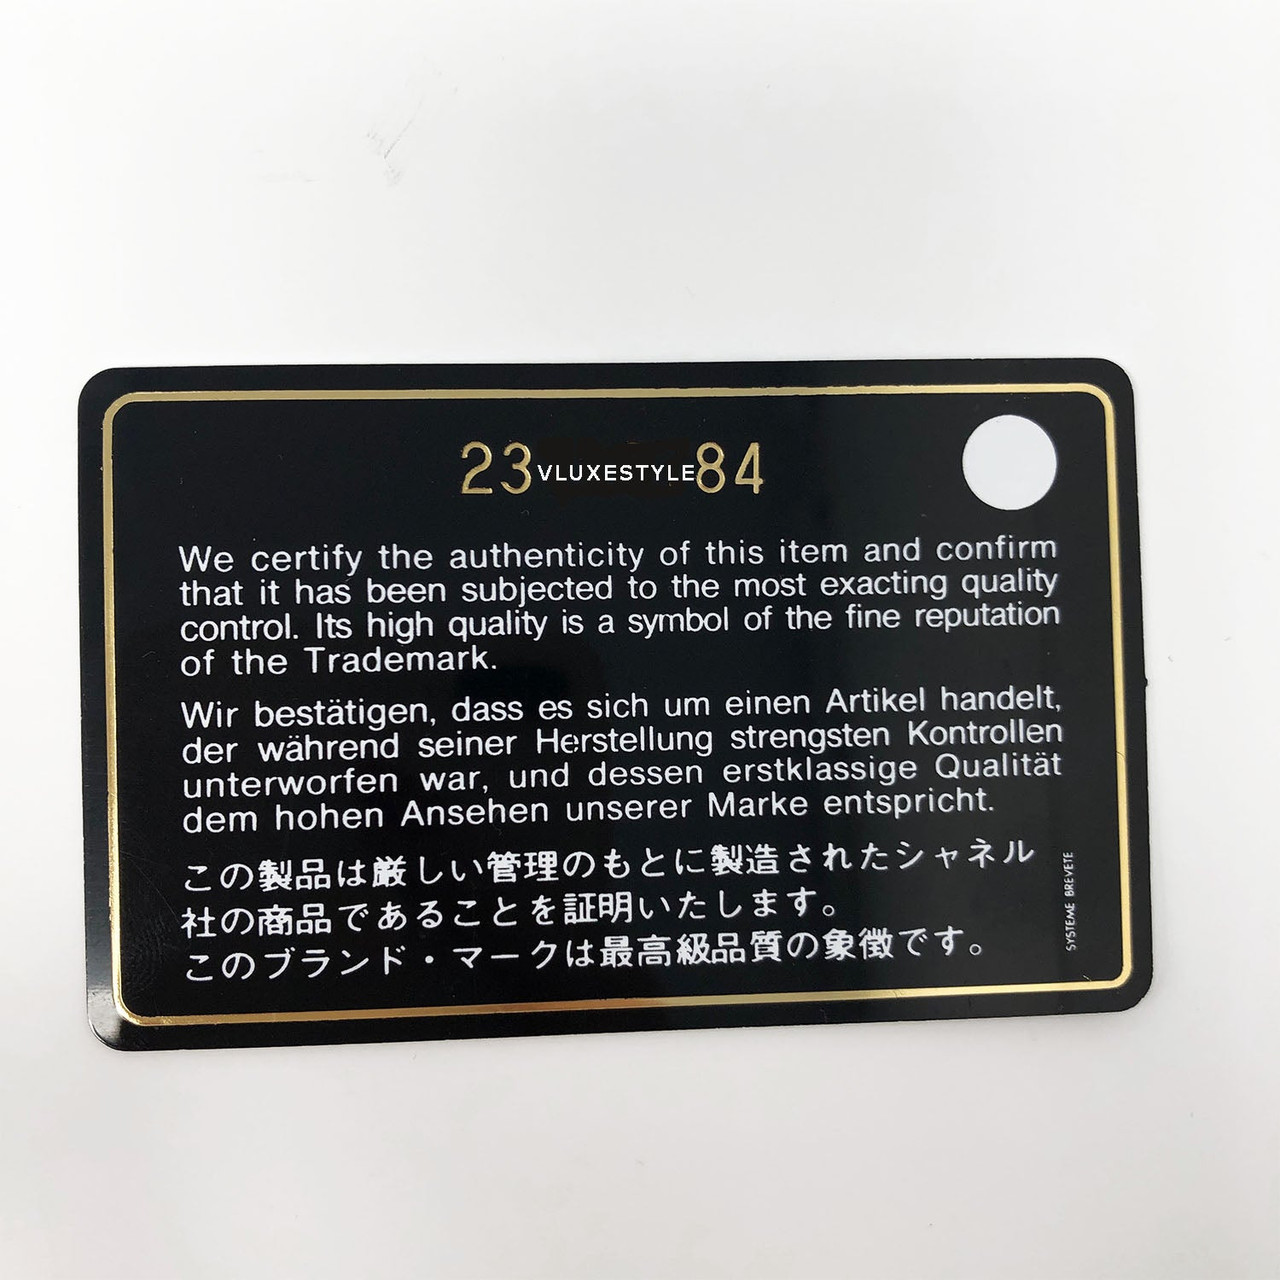 23VLUXESTYLE84
We certify the authenticity of this item and confirm
that it has been subjected to the most exacting quality
control. Its high quality is a symbol of the fine reputation
of the Trademark.
Wir bestätigen, dass es sich um einen Artikel handelt,
der während seiner Herstellung strengsten Kontrollen
unterworfen war, und dessen erstklassige Qualität
dem hohen Ansehen unserer Marke entspricht.
この製品は厳しい管理のもとに製造されたシャネル
社の商品であることを証明いたします。
このブランド・マークは最高級品質の象徴です。
SYSTEME BREVETE